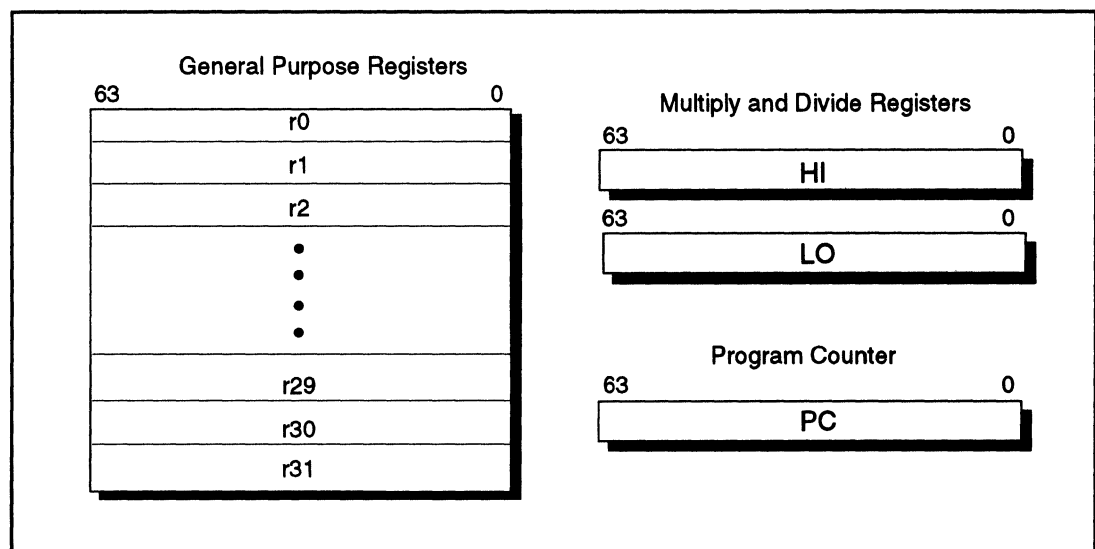 General Purpose Registers
63 0
r0
r1
r2
r29
r30
r31
Multiply and Divide Registers
63 0
HI
63 0
LO
Program Counter
63 0
PC